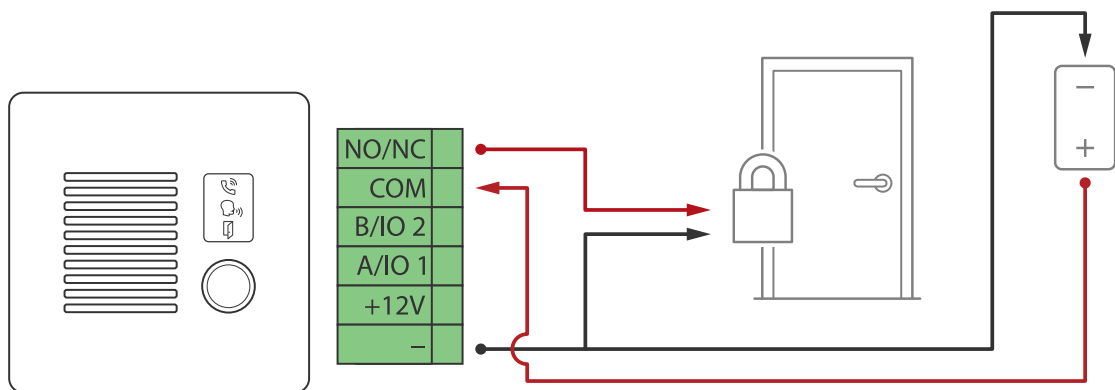 NO/NC
COM
B/IO 2
A/IO 1
+12V
−
−
+